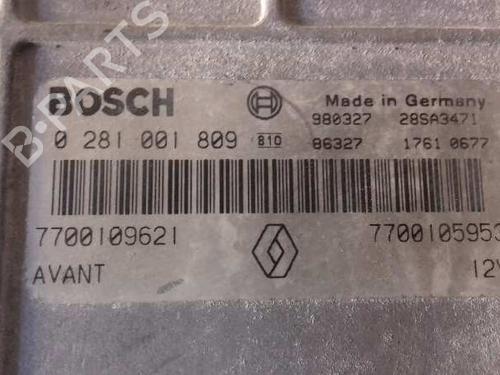 B-PARTS
BOSCH
Made in Germany
980327 28SA3471
0 281 001 809 810
86327 1761 0677
7700109621 7700105953
AVANT 12V